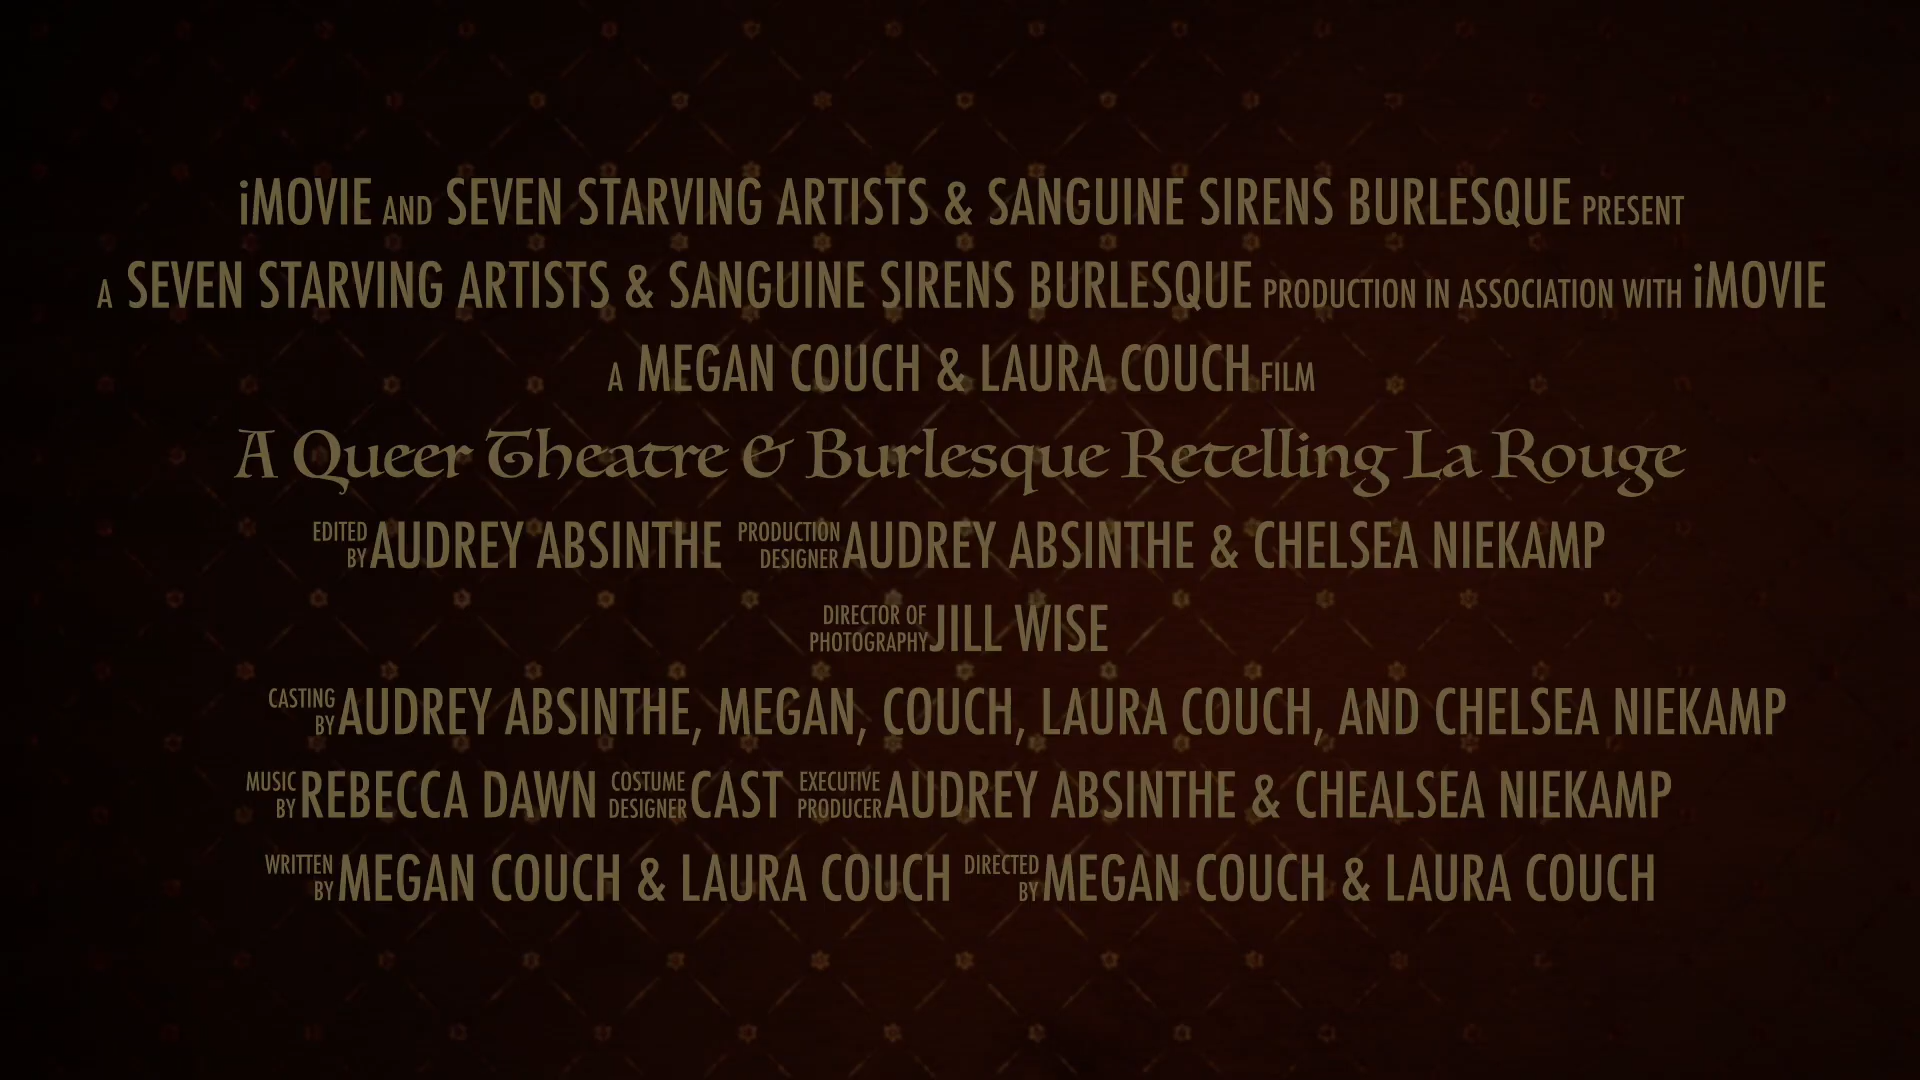 iMOVIE AND SEVEN STARVING ARTISTS & SANGUINE SIRENS BURLESQUE PRESENT
A SEVEN STARVING ARTISTS & SANGUINE SIRENS BURLESQUE PRODUCTION IN ASSOCIATION WITH iMOVIE
A MEGAN COUCH & LAURA COUCH FILM
A Queer Theatre & Burlesque Retelling La Rouge
EDITED BY AUDREY ABSINTHE PRODUCTION DESIGNER AUDREY ABSINTHE & CHELSEA NIEKAMP
DIRECTOR OF PHOTOGRAPHY JILL WISE
CASTING BY AUDREY ABSINTHE, MEGAN, COUCH, LAURA COUCH, AND CHELSEA NIEKAMP
MUSIC BY REBECCA DAWN COSTUME DESIGNER CAST EXECUTIVE PRODUCER AUDREY ABSINTHE & CHEALSEA NIEKAMP
WRITTEN BY MEGAN COUCH & LAURA COUCH DIRECTED BY MEGAN COUCH & LAURA COUCH